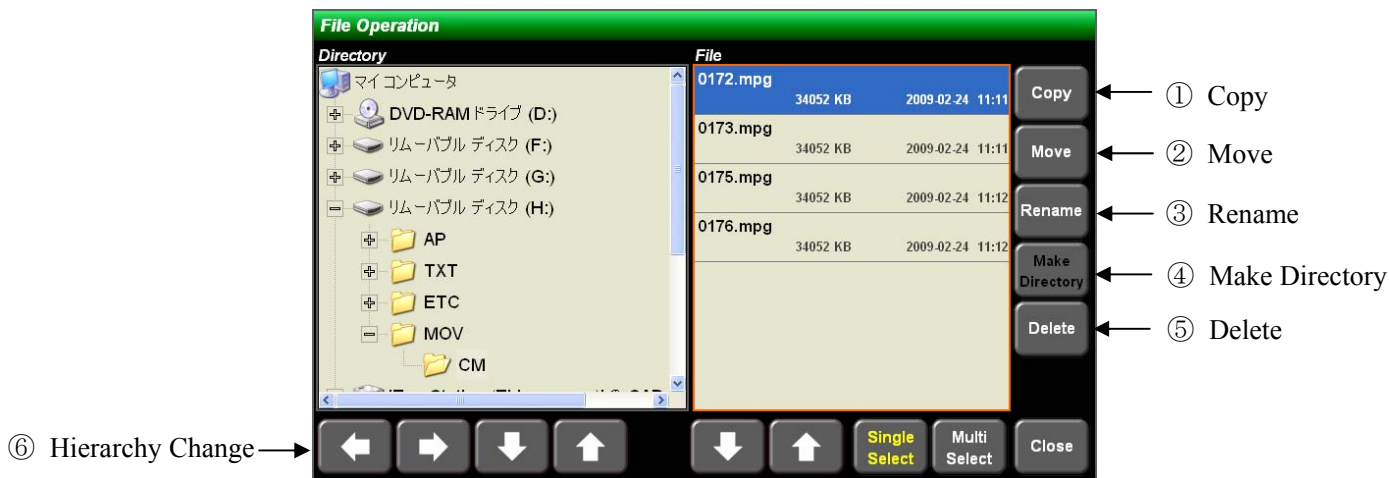 File Operation
Directory
マイ コンピュータ
DVD-RAM ドライブ (D:)
リムーバブル ディスク (F:)
リムーバブル ディスク (G:)
リムーバブル ディスク (H:)
AP
TXT
ETC
MOV
CM
File
0172.mpg
34052 KB 2009-02-24 11:11
0173.mpg
34052 KB 2009-02-24 11:11
0175.mpg
34052 KB 2009-02-24 11:12
0176.mpg
34052 KB 2009-02-24 11:12
Copy
Move
Rename
Make
Directory
Delete
① Copy
② Move
③ Rename
④ Make Directory
⑤ Delete
⑥ Hierarchy Change
Single
Select
Multi
Select
Close